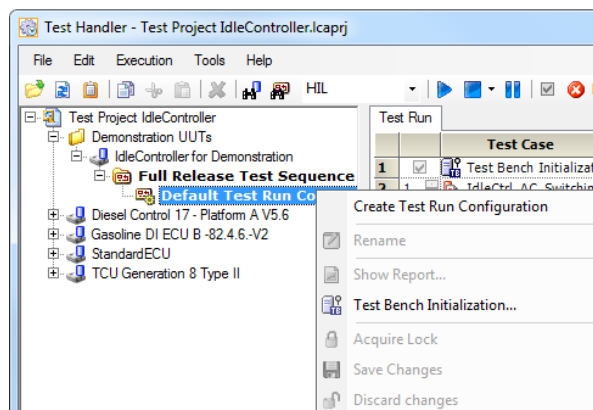 Test Handler - Test Project IdleController.lcaprj
File Edit Execution Tools Help
HIL
Test Project IdleController
Demonstration UUTs
IdleController for Demonstration
Full Release Test Sequence
Default Test Run Co
Diesel Control 17 - Platform A V5.6
Gasoline DI ECU B -82.4.6.-V2
StandardECU
TCU Generation 8 Type II
Test Run
Test Case
1 Test Bench Initializat
2 1 IdleCtrl_AC_Switching
Create Test Run Configuration
Rename
Show Report...
Test Bench Initialization...
Acquire Lock
Save Changes
Discard changes